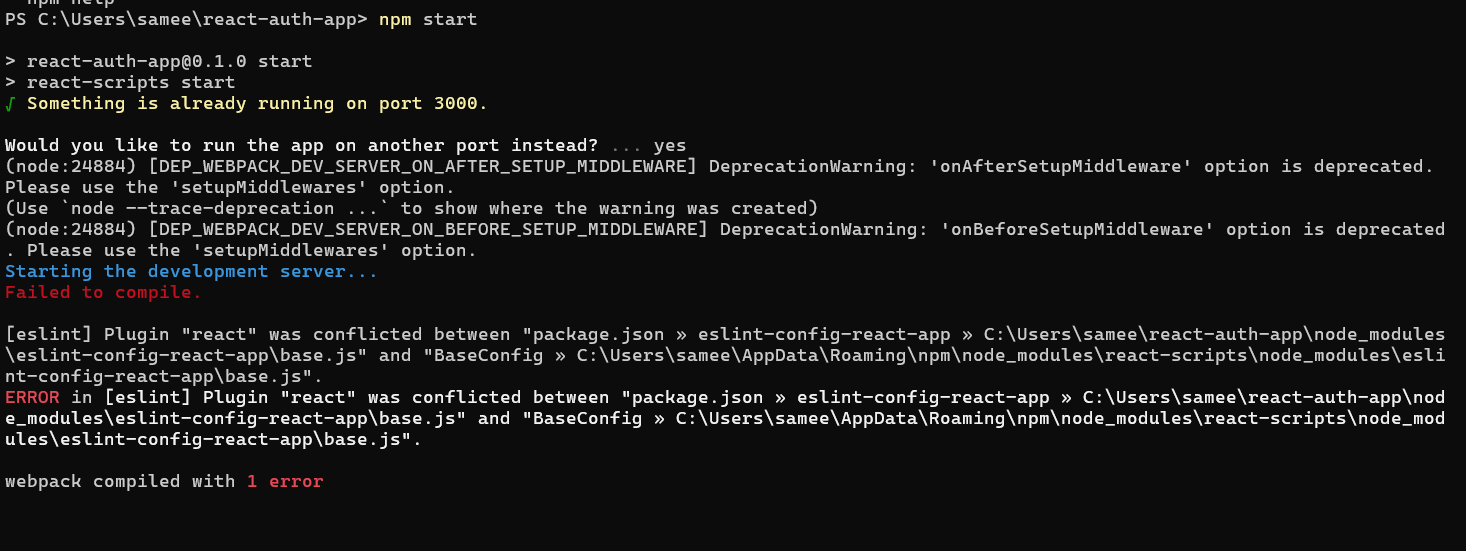 npm help
PS C:\Users\samee\react-auth-app> npm start
> react-auth-app@0.1.0 start
> react-scripts start
√ Something is already running on port 3000.
Would you like to run the app on another port instead? ... yes
(node:24884) [DEP_WEBPACK_DEV_SERVER_ON_AFTER_SETUP_MIDDLEWARE] DeprecationWarning: 'onAfterSetupMiddleware' option is deprecated.
Please use the 'setupMiddlewares' option.
(Use `node --trace-deprecation ...` to show where the warning was created)
(node:24884) [DEP_WEBPACK_DEV_SERVER_ON_BEFORE_SETUP_MIDDLEWARE] DeprecationWarning: 'onBeforeSetupMiddleware' option is deprecated
. Please use the 'setupMiddlewares' option.
Starting the development server...
Failed to compile.
[eslint] Plugin "react" was conflicted between "package.json » eslint-config-react-app » C:\Users\samee\react-auth-app\node_modules
\eslint-config-react-app\base.js" and "BaseConfig » C:\Users\samee\AppData\Roaming\npm\node_modules\react-scripts\node_modules\esli
nt-config-react-app\base.js".
ERROR in [eslint] Plugin "react" was conflicted between "package.json » eslint-config-react-app » C:\Users\samee\react-auth-app\nod
e_modules\eslint-config-react-app\base.js" and "BaseConfig » C:\Users\samee\AppData\Roaming\npm\node_modules\react-scripts\node_mod
ules\eslint-config-react-app\base.js".
webpack compiled with 1 error